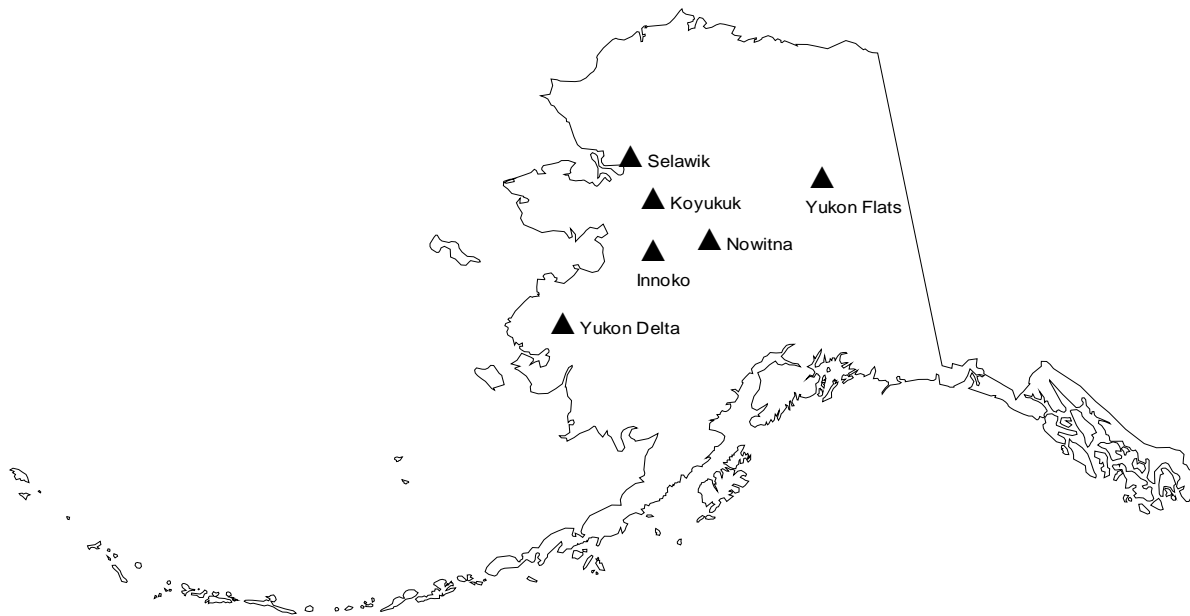 Selawik
Koyukuk
Yukon Flats
Nowitna
Innoko
Yukon Delta